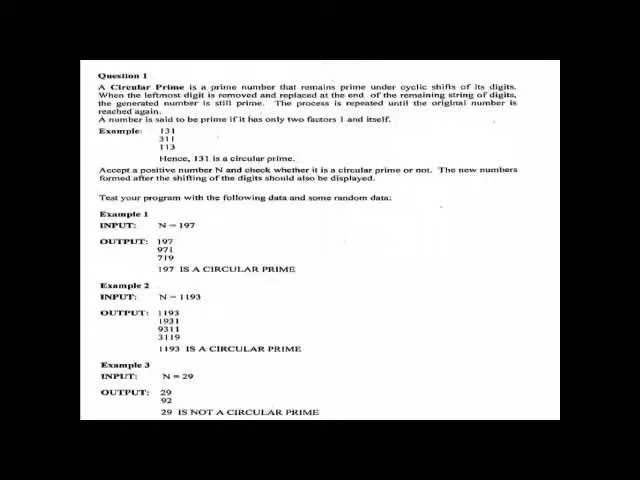 Question 1
A Circular Prime is a prime number that remains prime under cyclic shifts of its digits.
When the leftmost digit is removed and replaced at the end of the remaining string of digits,
the generated number is still prime. The process is repeated until the original number is
reached again.
A number is said to be prime if it has only two factors 1 and itself.
Example: 131
311
113
Hence, 131 is a circular prime.
Accept a positive number N and check whether it is a circular prime or not. The new numbers
formed after the shifting of the digits should also be displayed.
Test your program with the following data and some random data:
Example 1
INPUT: N = 197
OUTPUT: 197
971
719
197 IS A CIRCULAR PRIME
Example 2
INPUT: N = 1193
OUTPUT: 1193
1931
9311
3119
1193 IS A CIRCULAR PRIME
Example 3
INPUT: N = 29
OUTPUT: 29
92
29 IS NOT A CIRCULAR PRIME